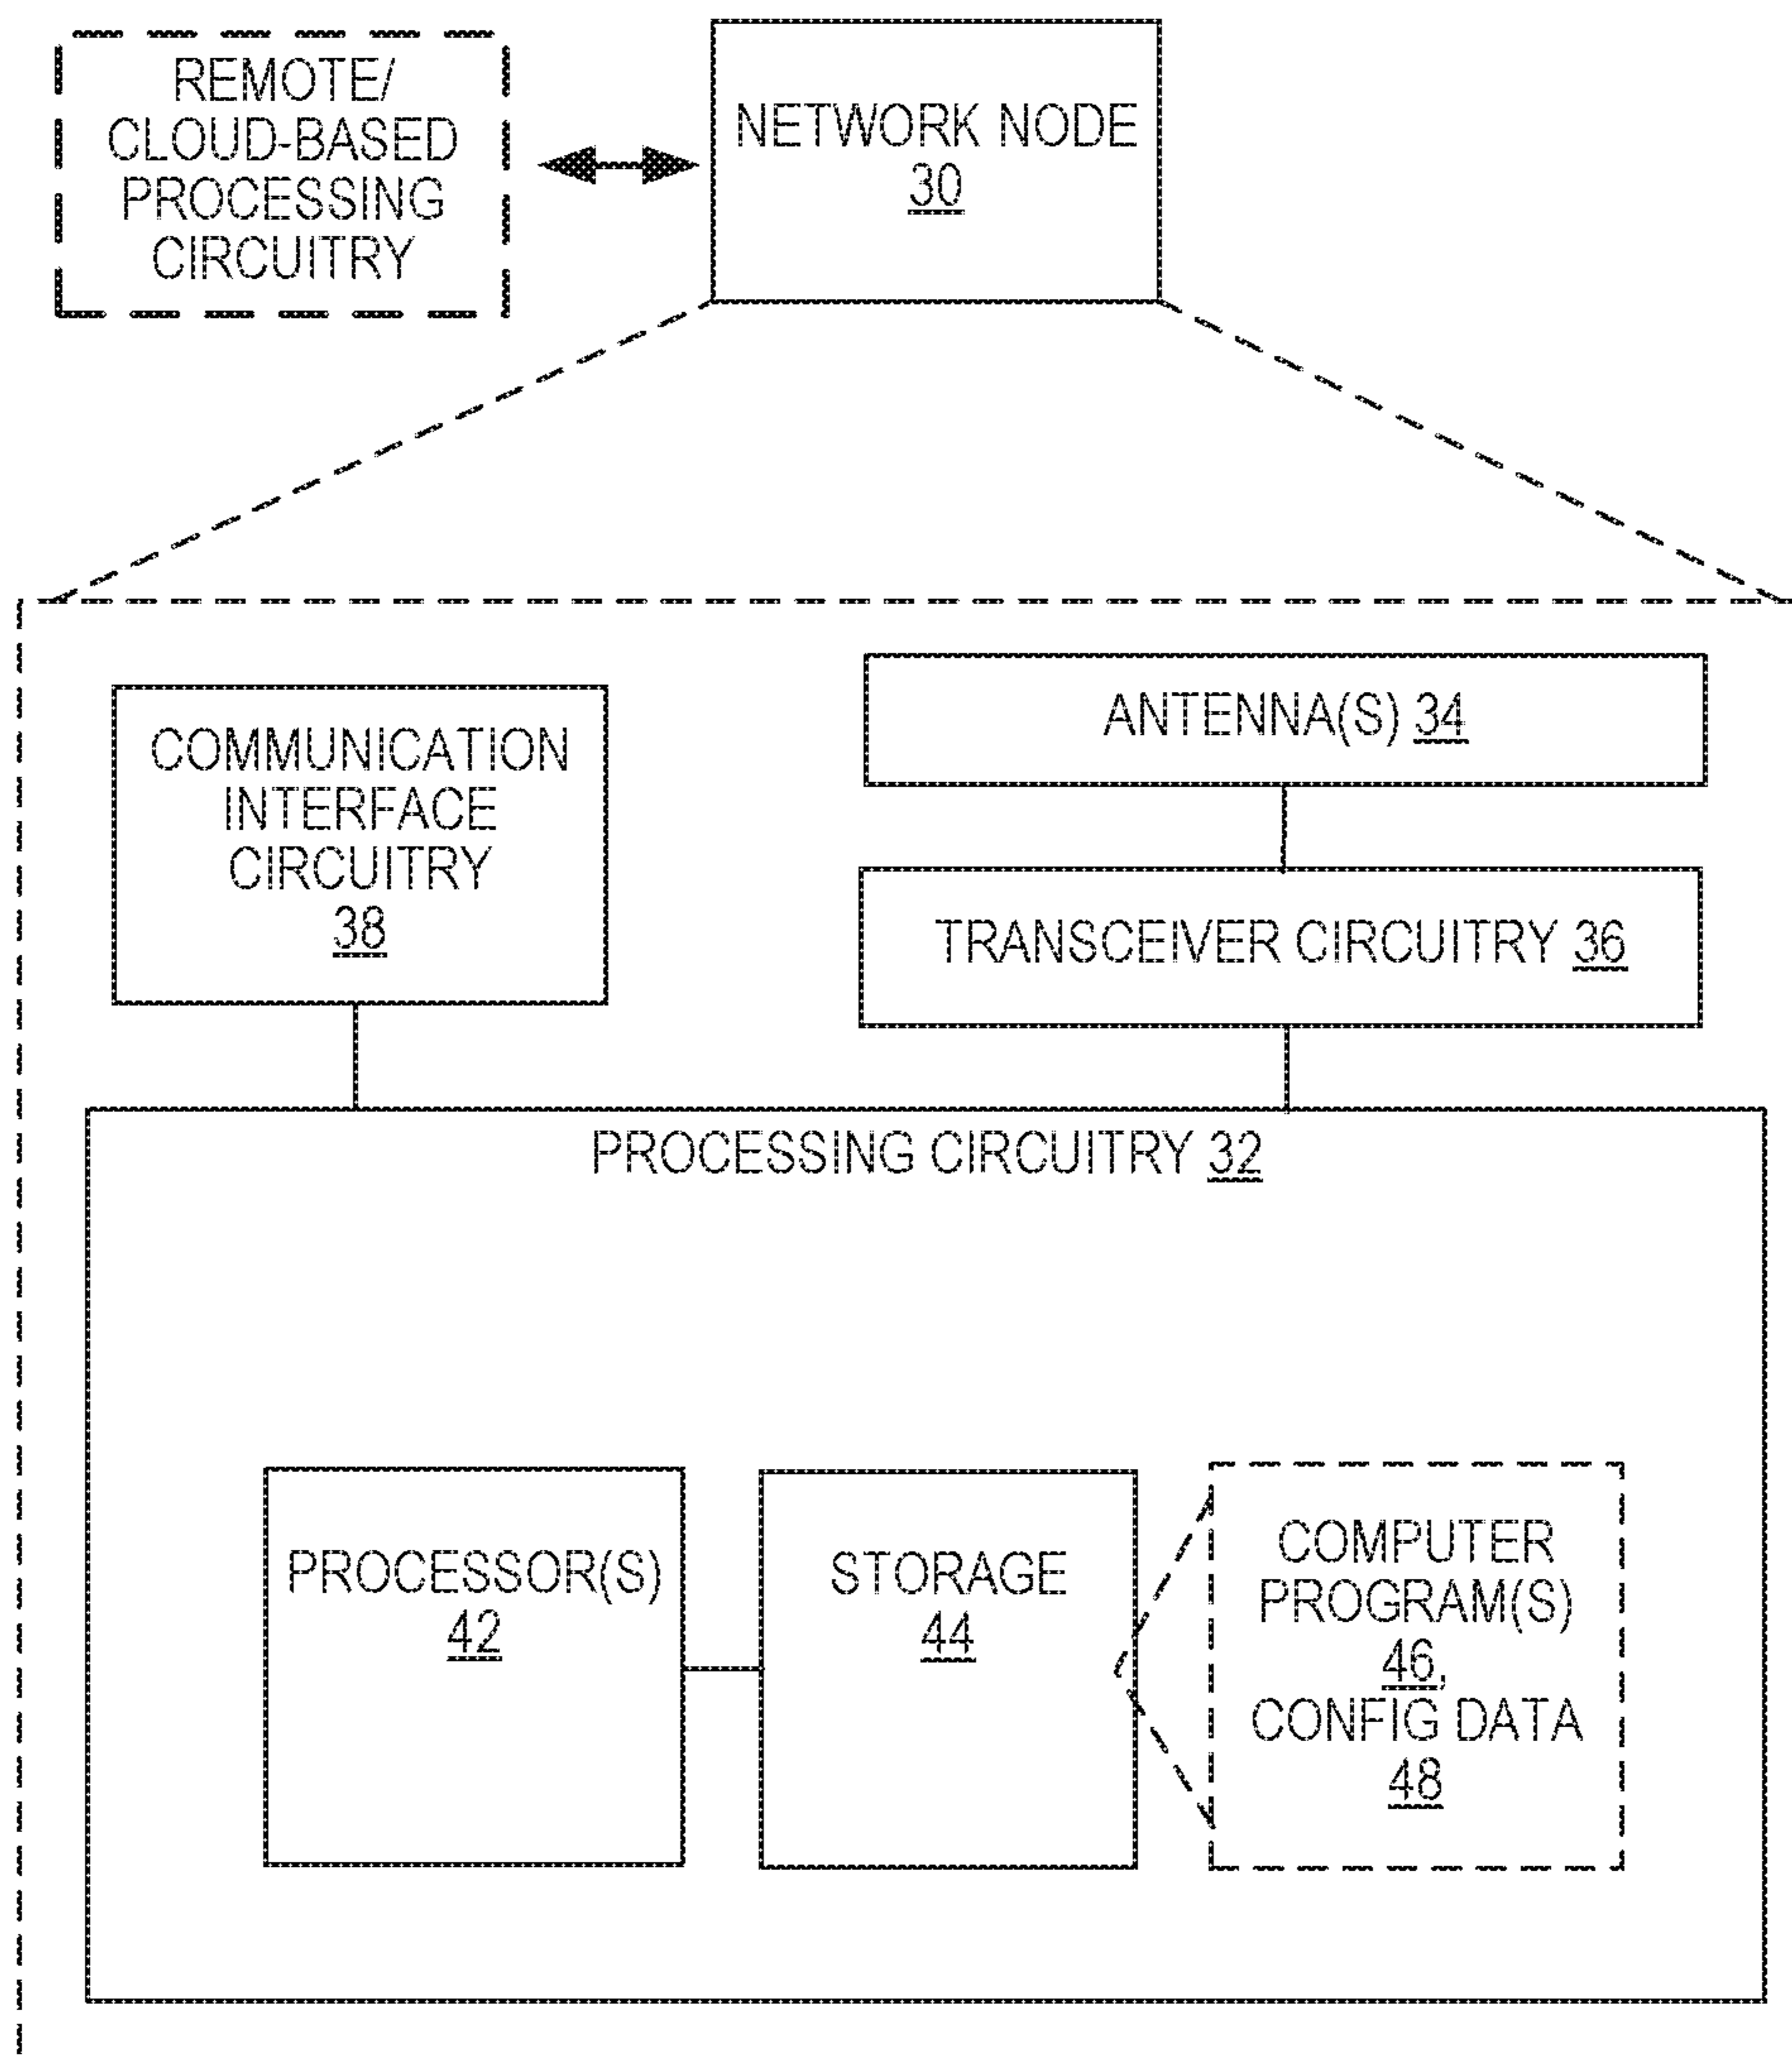 REMOTE/
CLOUD-BASED
PROCESSING
CIRCUITRY
NETWORK NODE
30
COMMUNICATION
INTERFACE
CIRCUITRY
38
ANTENNA(S) 34
TRANSCEIVER CIRCUITRY 36
PROCESSING CIRCUITRY 32
PROCESSOR(S)
42
STORAGE
44
COMPUTER
PROGRAM(S)
46,
CONFIG DATA
48